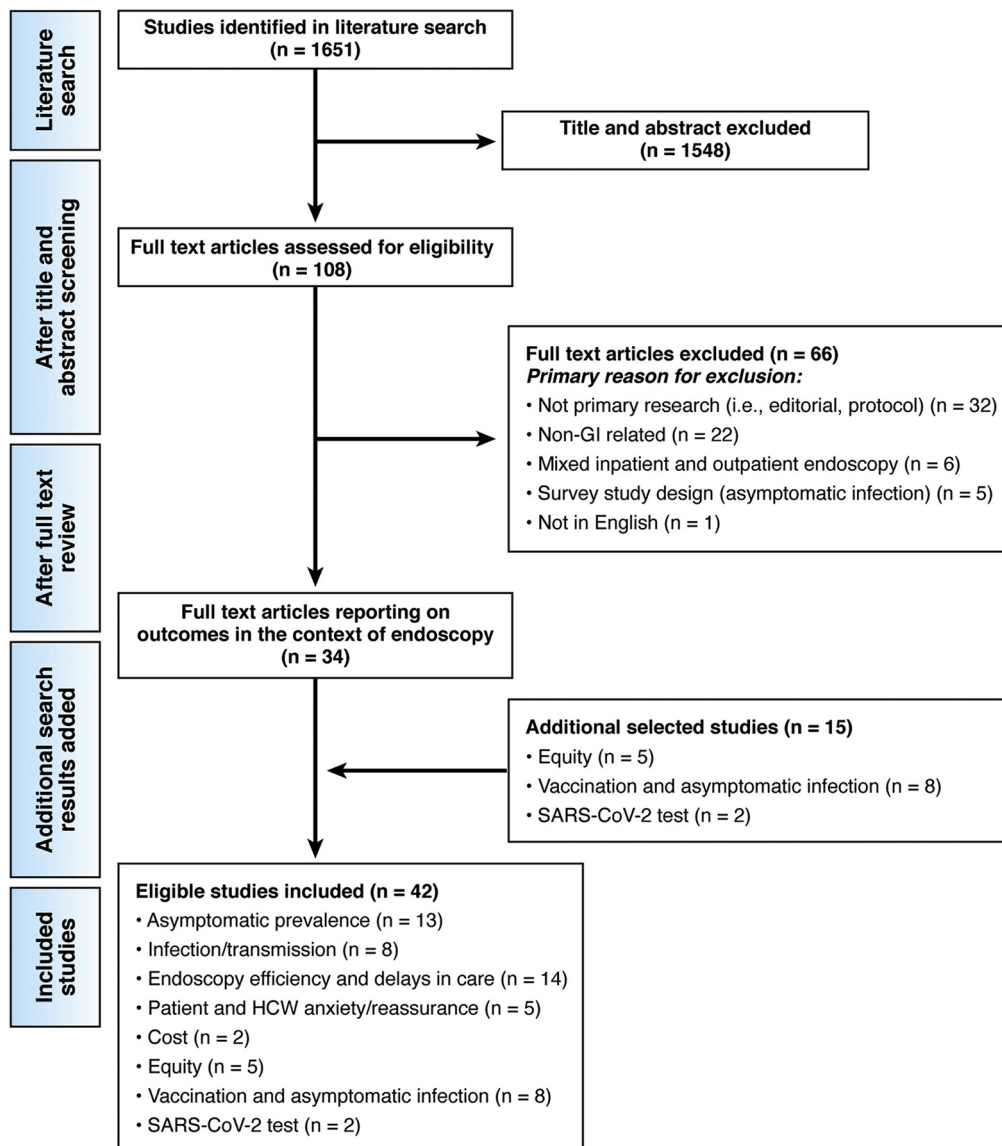 Literature
search
Studies identified in literature search
(n = 1651)
Title and abstract excluded
(n = 1548)
After title and
abstract screening
Full text articles assessed for eligibility
(n = 108)
Full text articles excluded (n = 66)
Primary reason for exclusion:
• Not primary research (i.e., editorial, protocol) (n = 32)
• Non-GI related (n = 22)
• Mixed inpatient and outpatient endoscopy (n = 6)
• Survey study design (asymptomatic infection) (n = 5)
• Not in English (n = 1)
After full text
review
Full text articles reporting on
outcomes in the context of endoscopy
(n = 34)
Additional search
results added
Additional selected studies (n = 15)
• Equity (n = 5)
• Vaccination and asymptomatic infection (n = 8)
• SARS-CoV-2 test (n = 2)
Included
studies
Eligible studies included (n = 42)
• Asymptomatic prevalence (n = 13)
• Infection/transmission (n = 8)
• Endoscopy efficiency and delays in care (n = 14)
• Patient and HCW anxiety/reassurance (n = 5)
• Cost (n = 2)
• Equity (n = 5)
• Vaccination and asymptomatic infection (n = 8)
• SARS-CoV-2 test (n = 2)